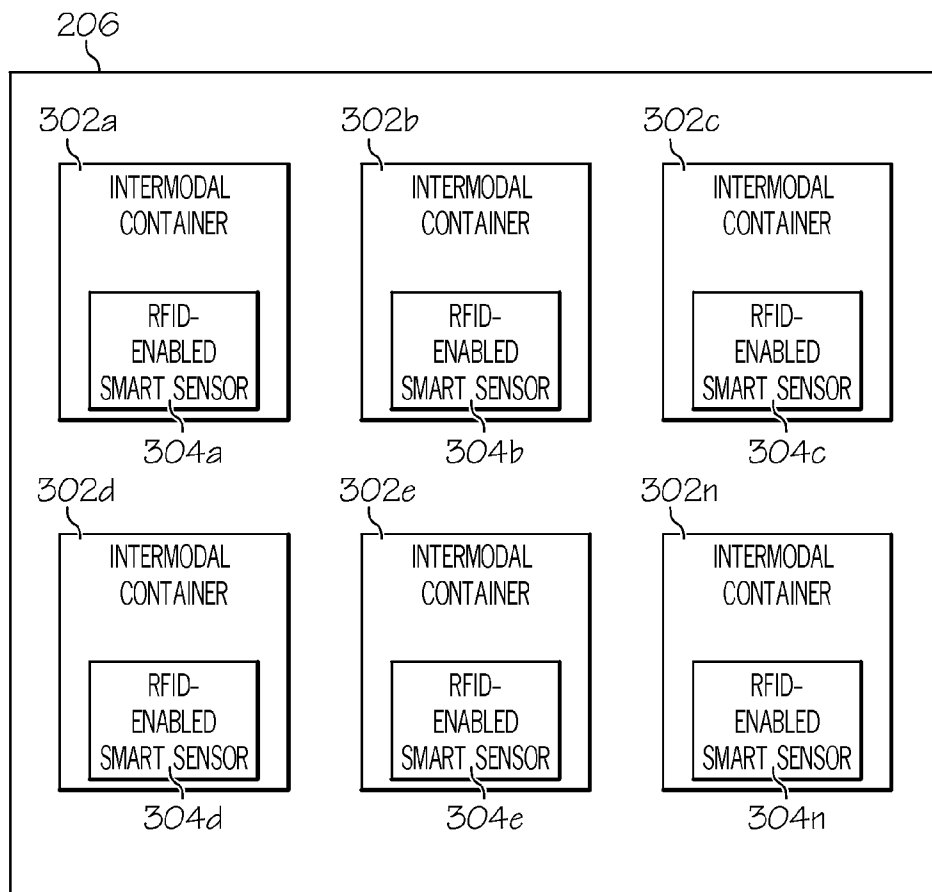 206
302a
302b
302c
INTERMODAL
CONTAINER
RFID-
ENABLED
SMART SENSOR
304a
INTERMODAL
CONTAINER
RFID-
ENABLED
SMART SENSOR
304b
INTERMODAL
CONTAINER
RFID-
ENABLED
SMART SENSOR
304c
302d
302e
302n
INTERMODAL
CONTAINER
RFID-
ENABLED
SMART SENSOR
304d
INTERMODAL
CONTAINER
RFID-
ENABLED
SMART SENSOR
304e
INTERMODAL
CONTAINER
RFID-
ENABLED
SMART SENSOR
304n